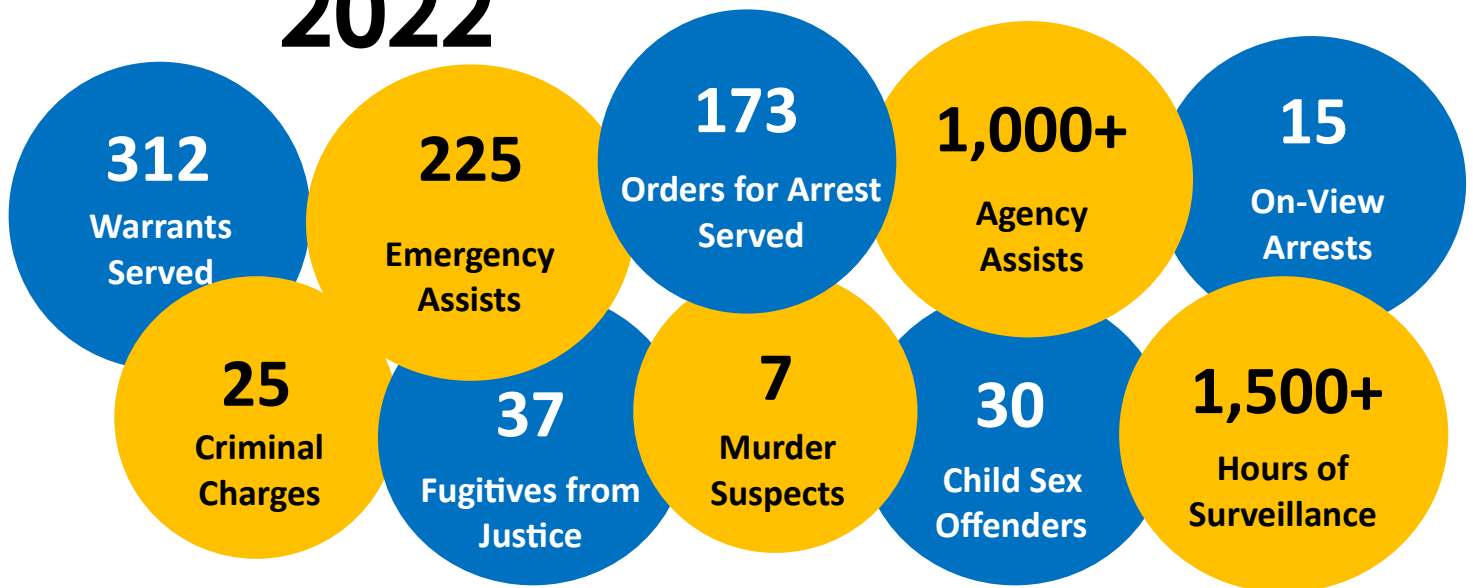 2022
312
Warrants
Served
225
Emergency
Assists
173
Orders for Arrest
Served
1,000+
Agency
Assists
15
On-View
Arrests
25
Criminal
Charges
37
Fugitives from
Justice
7
Murder
Suspects
30
Child Sex
Offenders
1,500+
Hours of
Surveillance